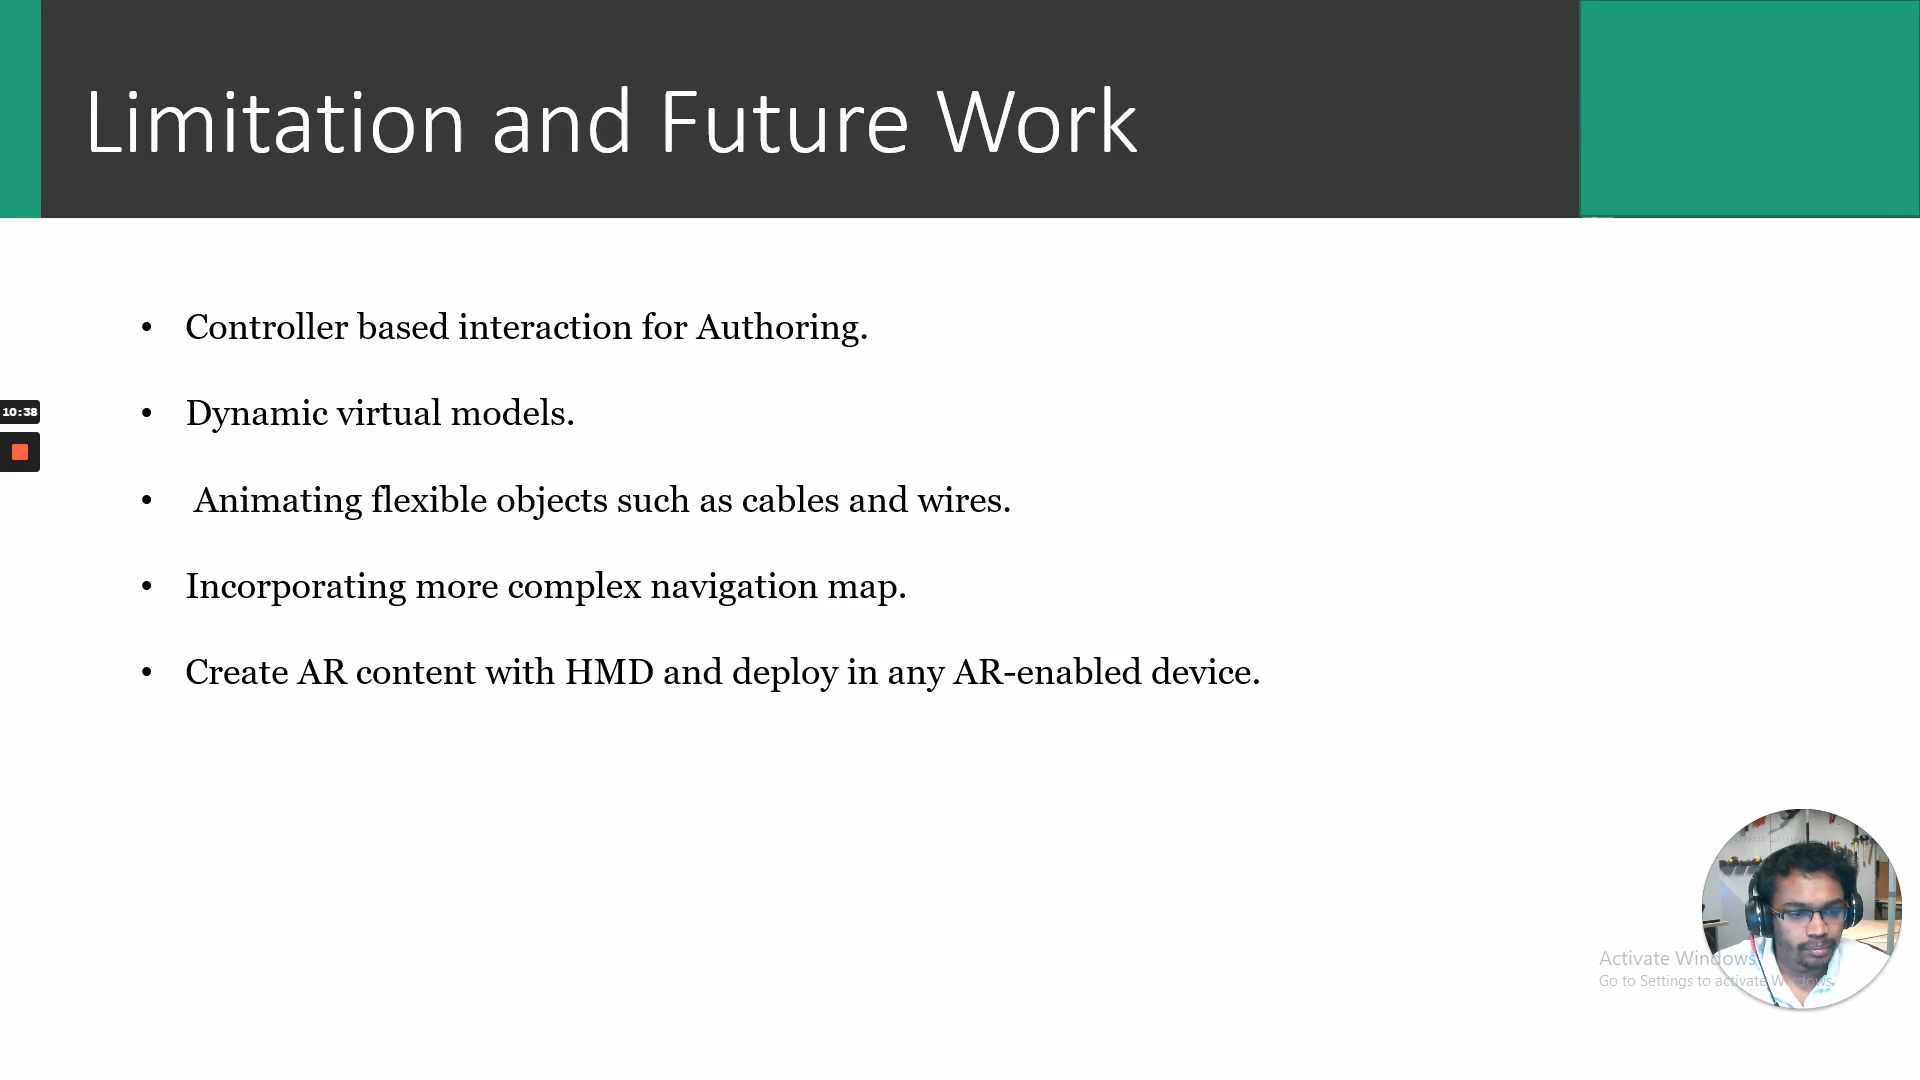 Limitation and Future Work
• Controller based interaction for Authoring.
• Dynamic virtual models.
• Animating flexible objects such as cables and wires.
• Incorporating more complex navigation map.
• Create AR content with HMD and deploy in any AR-enabled device.
10:38
Activate Windows
Go to Settings to activate Windows.